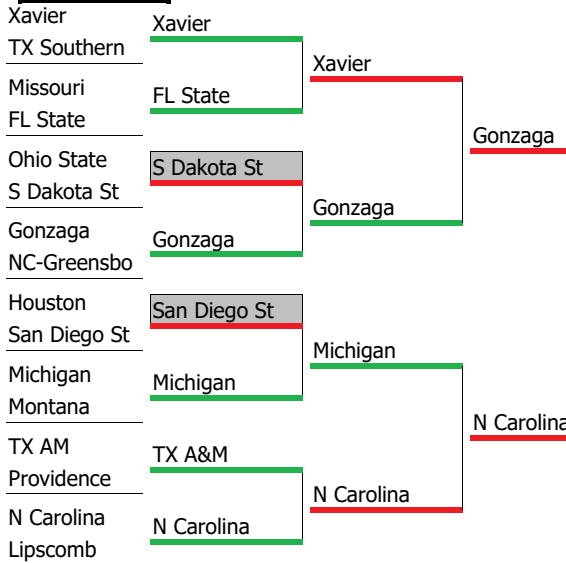 Xavier
TX Southern
Missouri
FL State
Ohio State
S Dakota St
Gonzaga
NC-Greensbo
Houston
San Diego St
Michigan
Montana
TX AM
Providence
N Carolina
Lipscomb
Xavier
FL State
S Dakota St
Gonzaga
San Diego St
Michigan
TX A&M
N Carolina
Xavier
Gonzaga
Michigan
N Carolina
Gonzaga
N Carolina